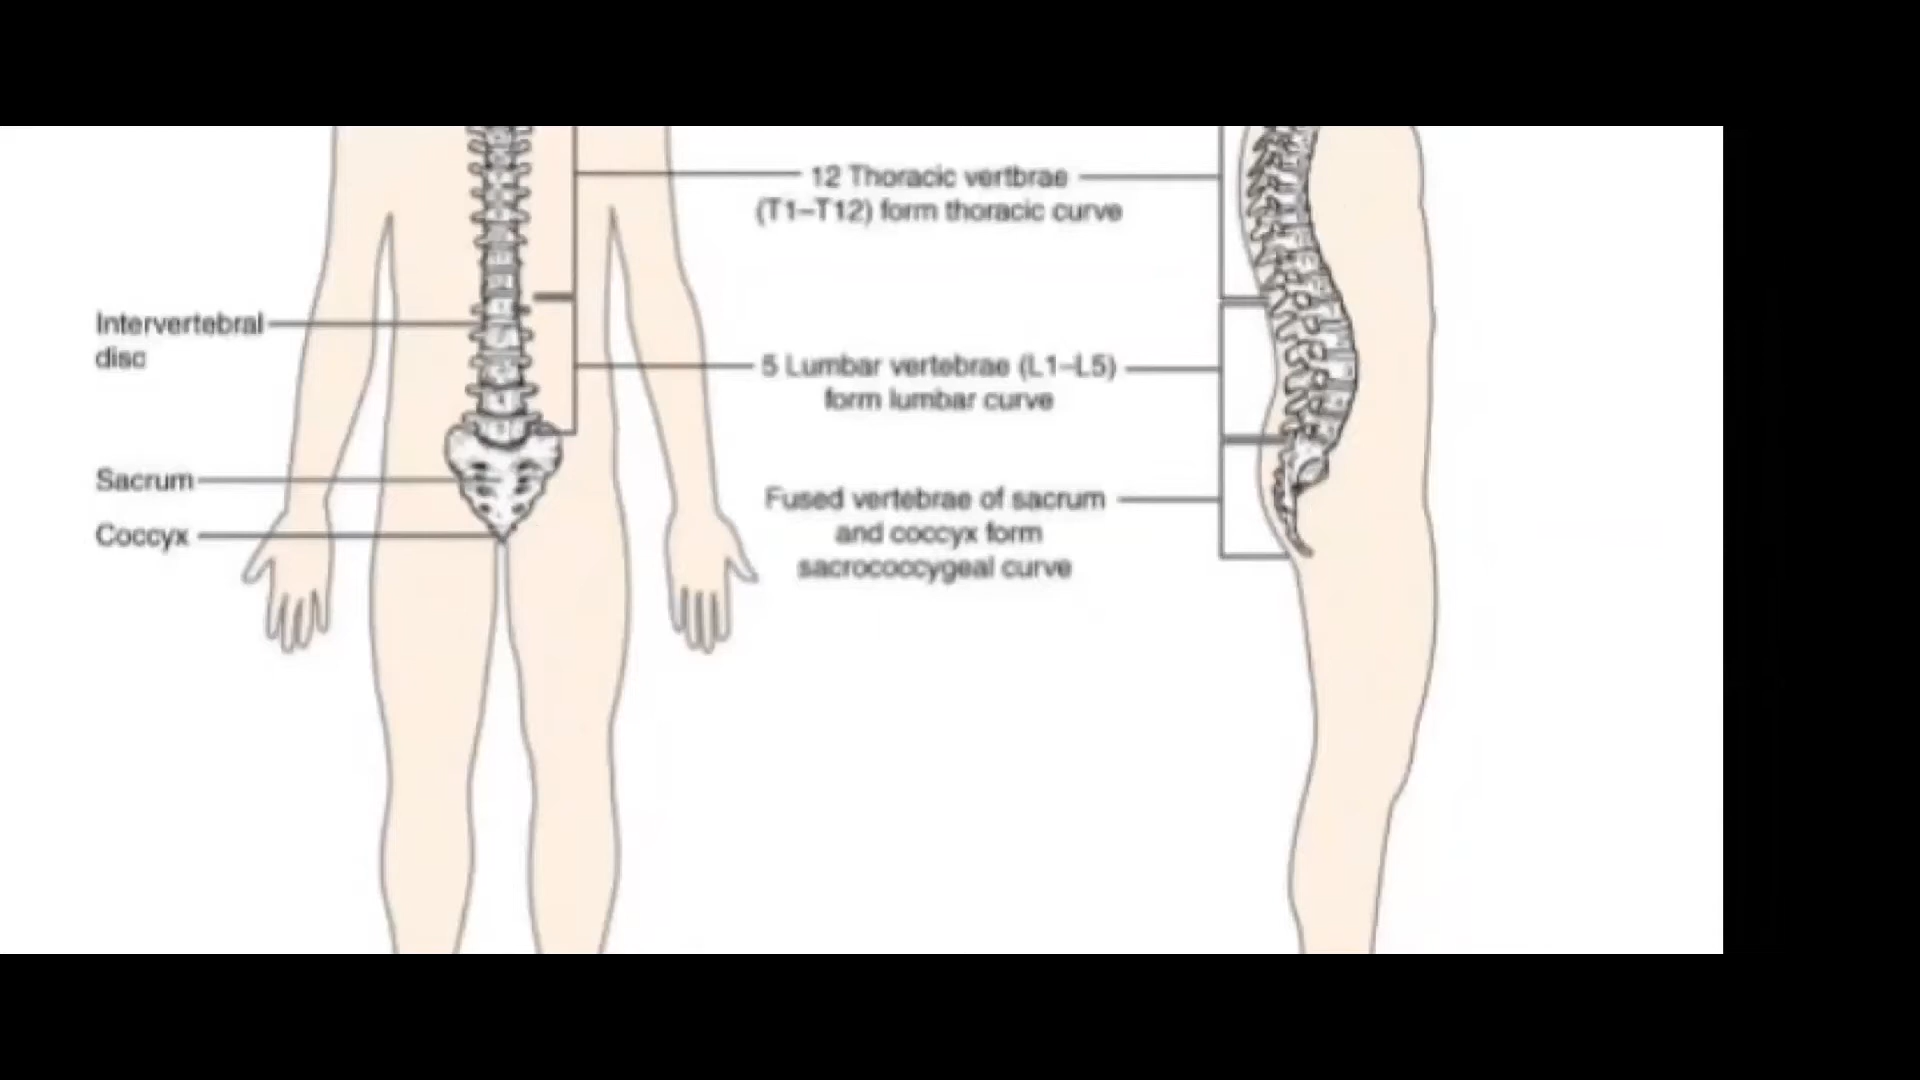 12 Thoracic vertbrae
(T1–T12) form thoracic curve
Intervertebral
disc
5 Lumbar vertebrae (L1–L5)
form lumbar curve
Sacrum
Coccyx
Fused vertebrae of sacrum
and coccyx form
sacrococcygeal curve